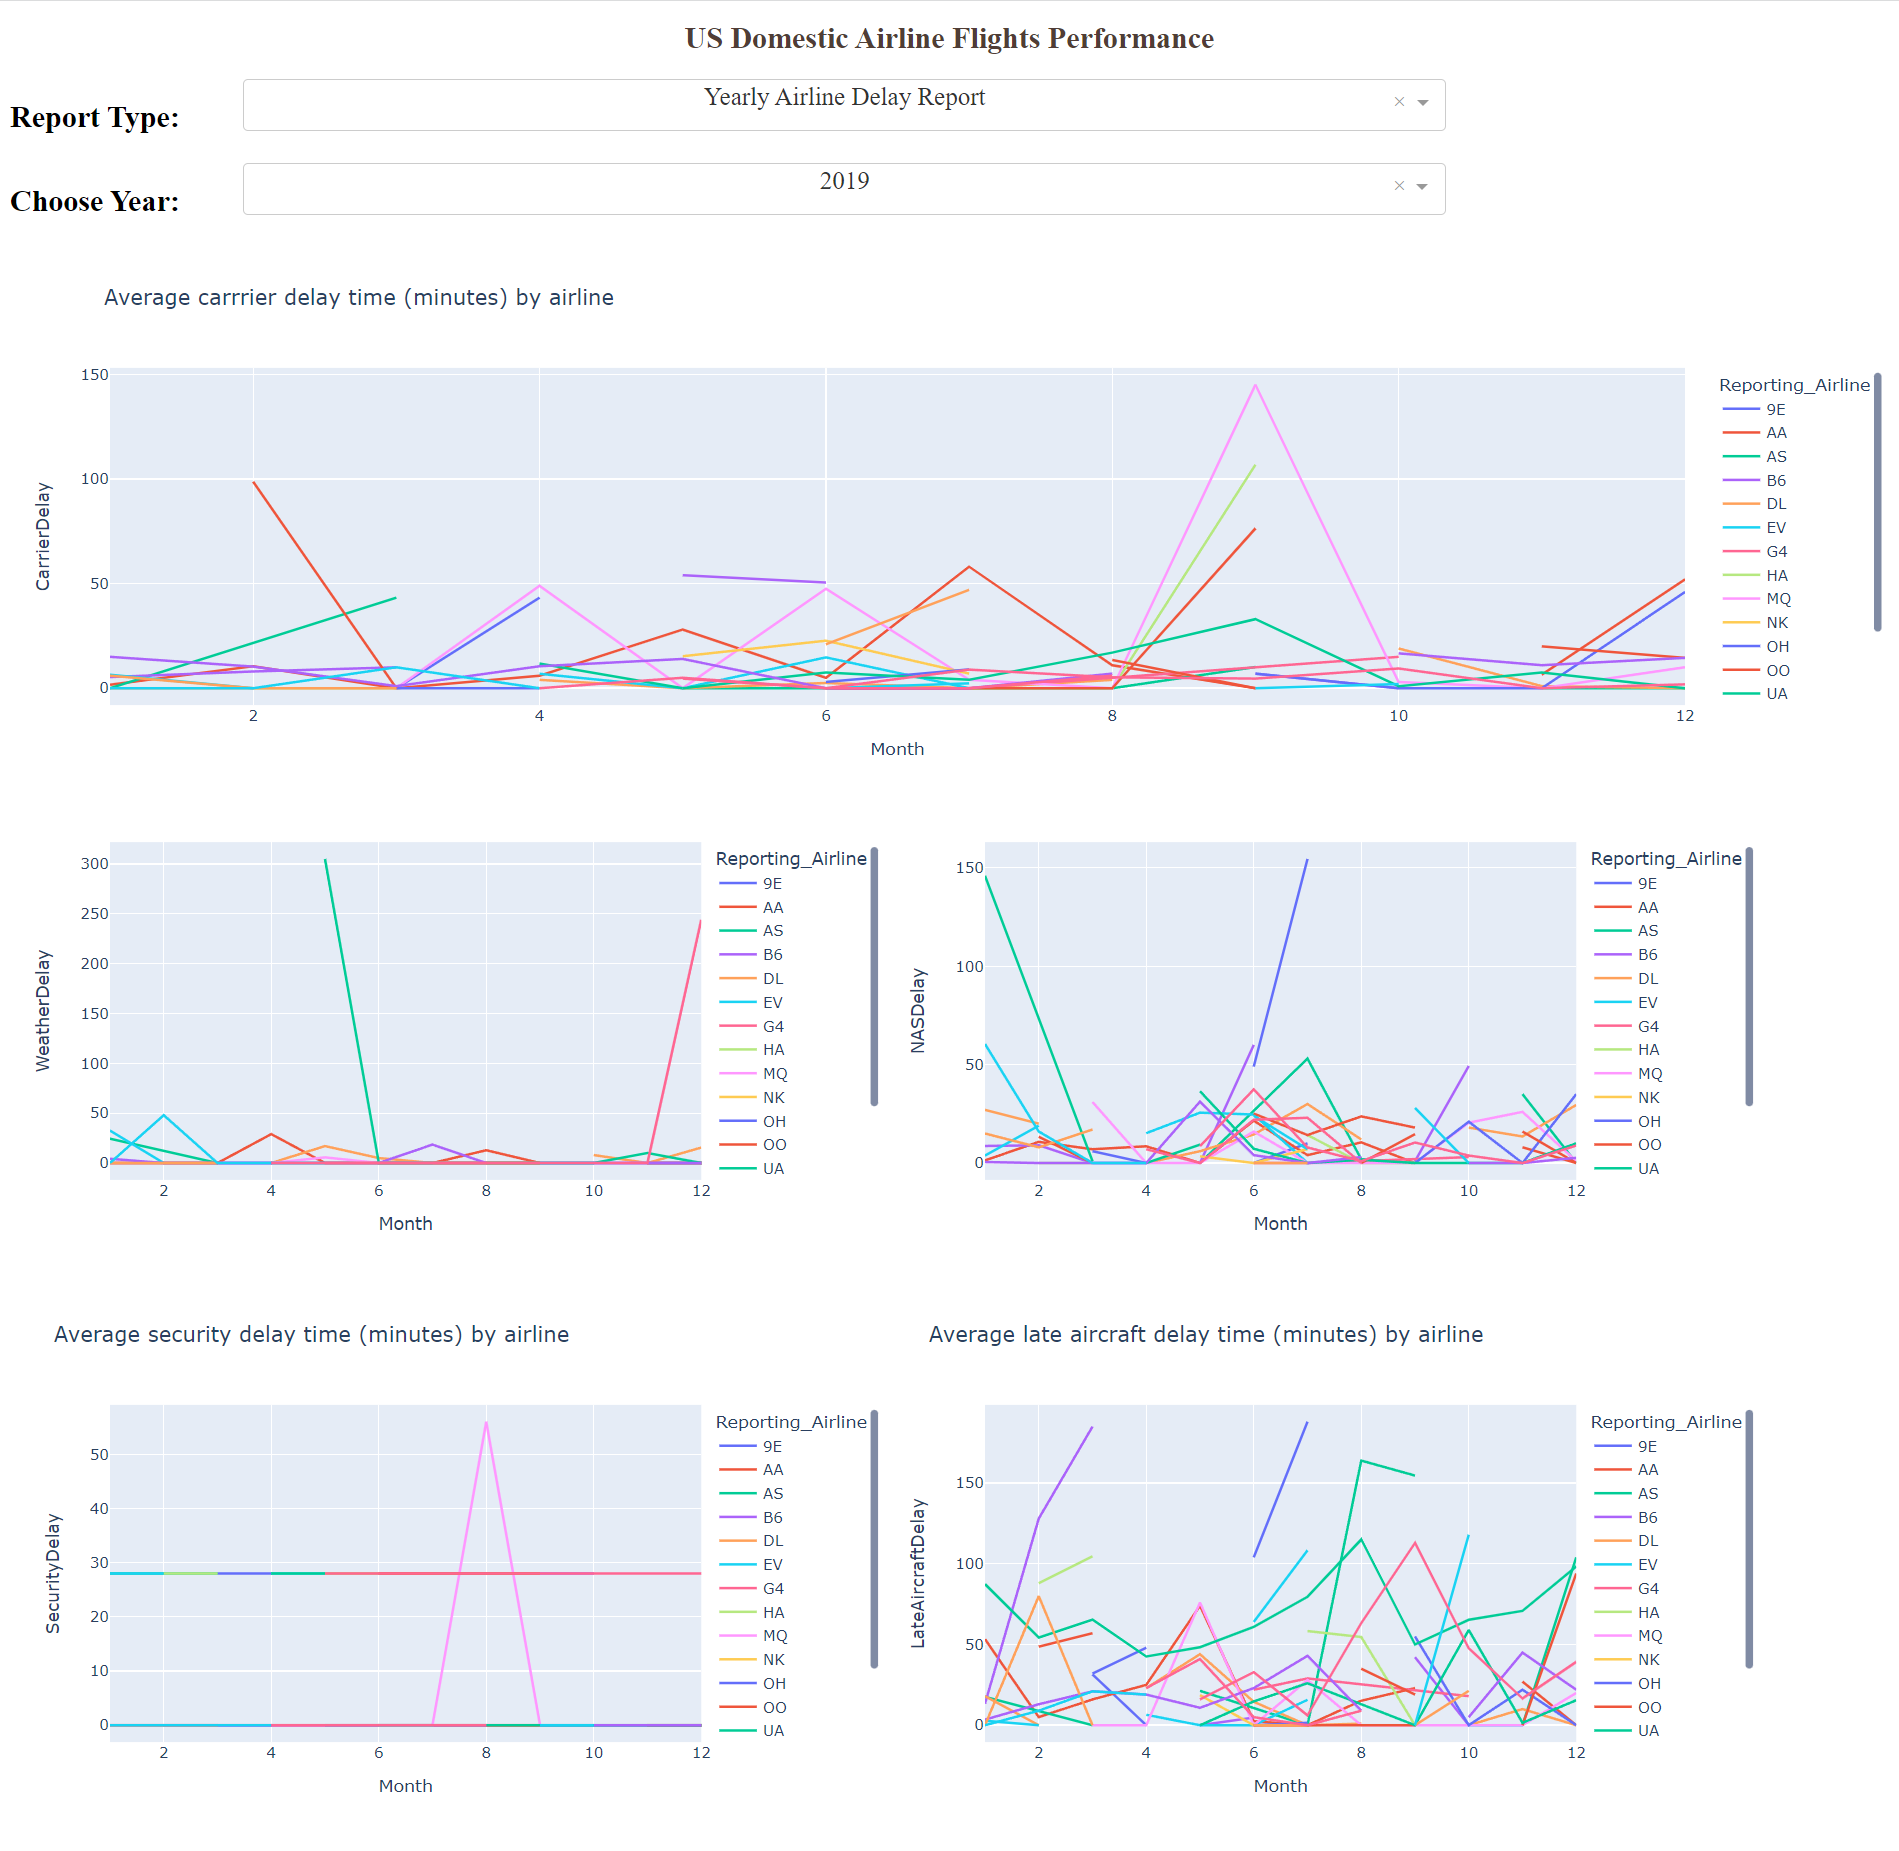 US Domestic Airline Flights Performance
Report Type:
Yearly Airline Delay Report
×
Choose Year:
2019
×
Average carrrier delay time (minutes) by airline
150
100
50
0
CarrierDelay
2 4 6 8 10 12
Month
Reporting_Airline
9E
AA
AS
B6
DL
EV
G4
HA
MQ
NK
OH
OO
UA
300
250
200
150
100
50
0
WeatherDelay
2 4 6 8 10 12
Month
Reporting_Airline
9E
AA
AS
B6
DL
EV
G4
HA
MQ
NK
OH
OO
UA
150
100
50
0
NASDelay
2 4 6 8 10 12
Month
Reporting_Airline
9E
AA
AS
B6
DL
EV
G4
HA
MQ
NK
OH
OO
UA
Average security delay time (minutes) by airline
50
40
30
20
10
0
SecurityDelay
2 4 6 8 10 12
Month
Reporting_Airline
9E
AA
AS
B6
DL
EV
G4
HA
MQ
NK
OH
OO
UA
Average late aircraft delay time (minutes) by airline
150
100
50
0
LateAircraftDelay
2 4 6 8 10 12
Month
Reporting_Airline
9E
AA
AS
B6
DL
EV
G4
HA
MQ
NK
OH
OO
UA